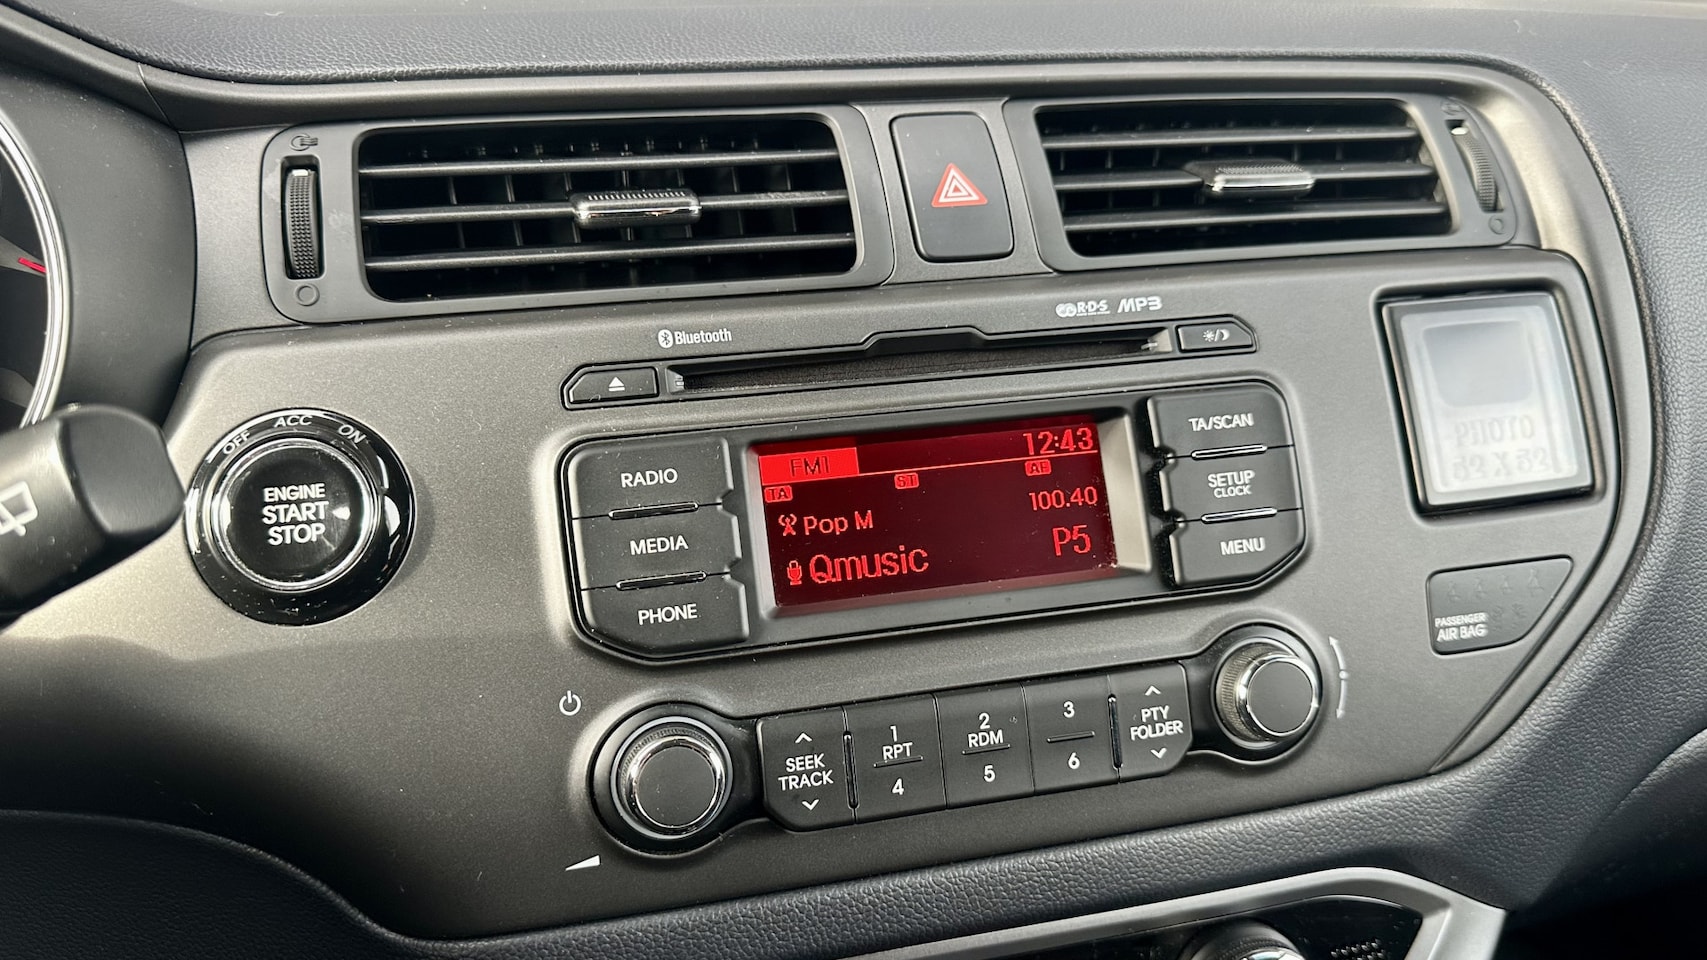 R·D·S MP3
Bluetooth
OFF ACC ON
ENGINE
START
STOP
RADIO
MEDIA
PHONE
FM1 12:43
TA ST AF
100.40
Pop M
Qmusic P5
TA/SCAN
SETUP
CLOCK
MENU
PHOTO
32 X 32
PASSENGER
AIR BAG
SEEK
TRACK
1
RPT
4
2
RDM
5
3
6
PTY
FOLDER